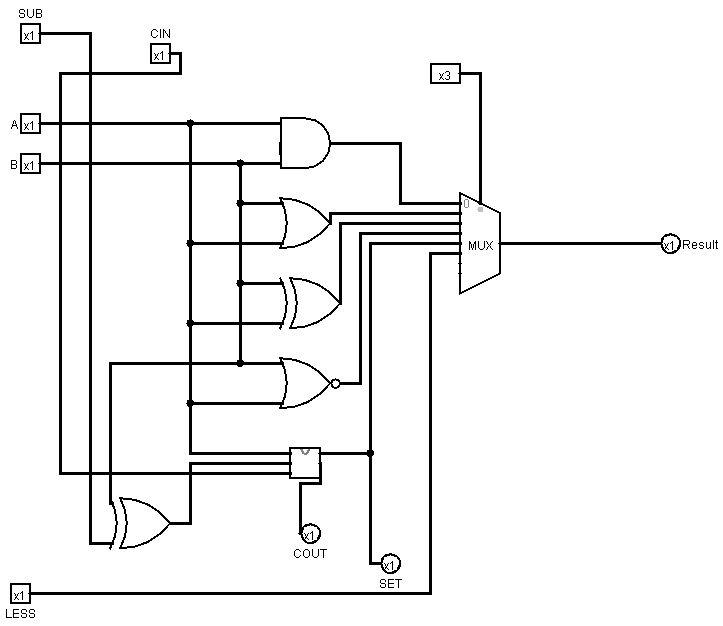 SUB
x1
CIN
x1
x3
A x1
B x1
0
MUX
x1 Result
x1
COUT
x1
SET
x1
LESS